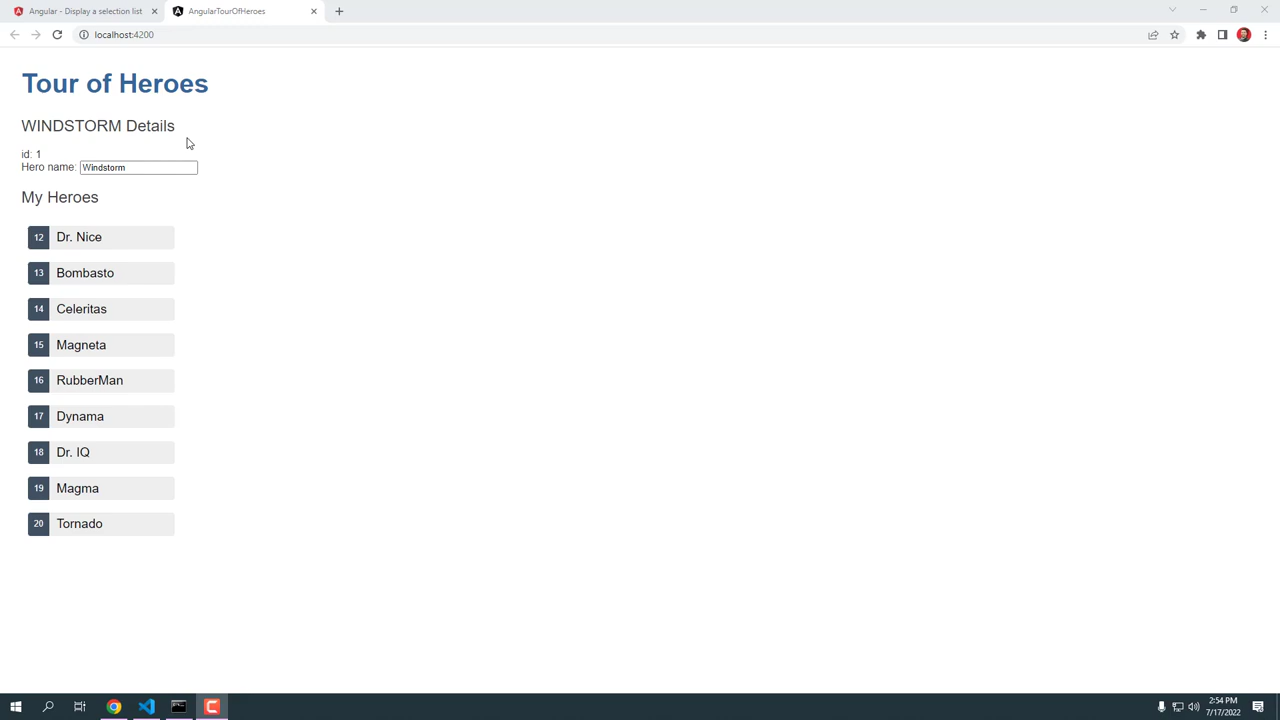 Angular - Display a selection list
AngularTourOfHeroes
localhost:4200
Tour of Heroes
WINDSTORM Details
id: 1
Hero name: Windstorm
My Heroes
12 Dr. Nice
13 Bombasto
14 Celeritas
15 Magneta
16 RubberMan
17 Dynama
18 Dr. IQ
19 Magma
20 Tornado
2:54 PM
7/17/2022